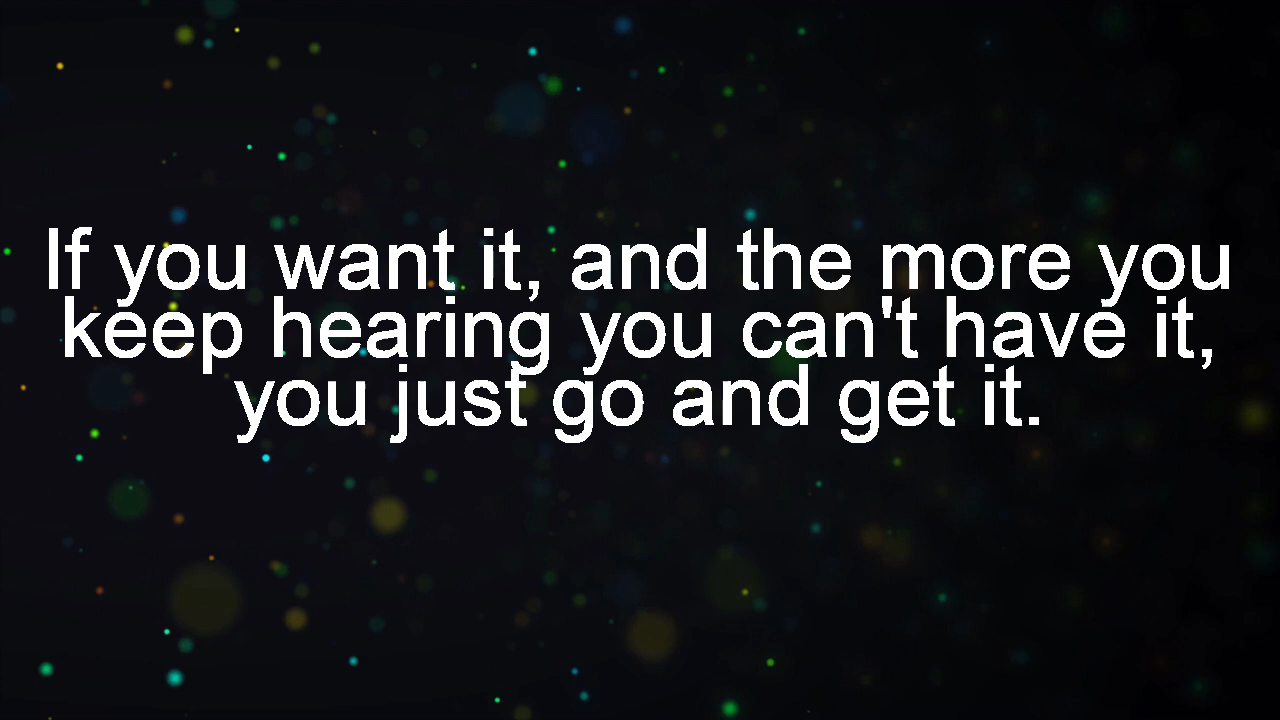 If you want it, and the more you
keep hearing you can't have it,
you just go and get it.